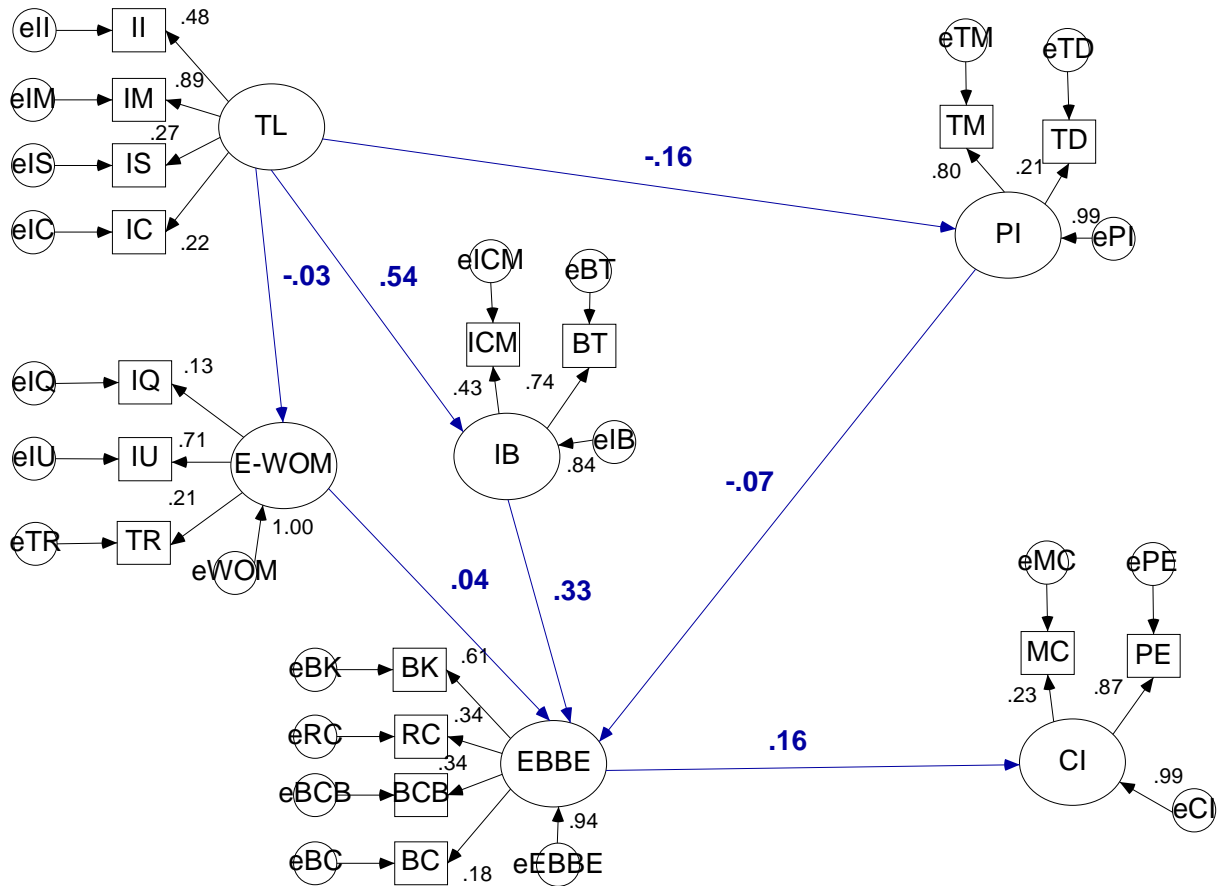 eII
II
.48
eIM
IM
.89
eIS
IS
.27
eIC
IC
.22
TL
eTM
eTD
TM
TD
.80
.21
PI
.99
ePI
-.16
-.03
.54
eICM
eBT
ICM
BT
.43
.74
IB
.84
eIB
eIQ
IQ
.13
eIU
IU
.71
E-WOM
eTR
TR
.21
1.00
eWOM
.04
.33
-.07
eMC
ePE
MC
PE
.23
.87
CI
.99
eCI
eBK
BK
.61
eRC
RC
.34
eBCB
BCB
.34
eBC
BC
.18
EBBE
.94
eEBBE
.16